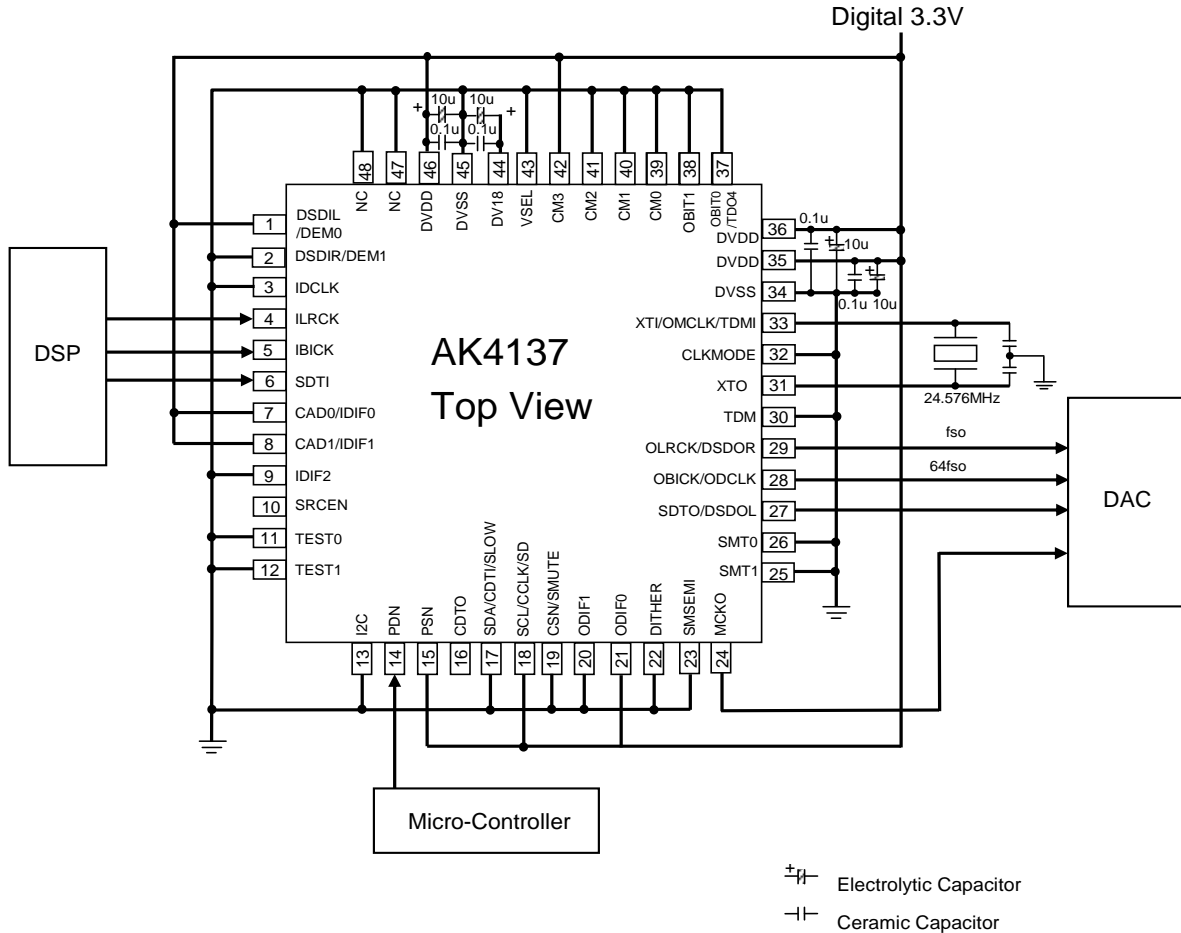 Digital 3.3V
10u
10u
+
+
0.1u
0.1u
48
47
46
45
44
43
42
41
40
39
38
37
NC
NC
DVDD
DVSS
DV18
VSEL
CM3
CM2
CM1
CM0
OBIT1
OBIT0
/TDO4
1
DSDIL
/DEM0
2
DSDIR/DEM1
3
IDCLK
4
ILRCK
5
IBICK
6
SDTI
7
CAD0/IDIF0
8
CAD1/IDIF1
9
IDIF2
10
SRCEN
11
TEST0
12
TEST1
DSP
AK4137
Top View
36
DVDD
0.1u
+
10u
35
DVDD
+
34
DVSS
0.1u
10u
XTI/OMCLK/TDMI
33
CLKMODE
32
XTO
31
24.576MHz
TDM
30
OLRCK/DSDOR
29
fso
OBICK/ODCLK
28
64fso
SDTO/DSDOL
27
SMT0
26
SMT1
25
DAC
I2C
PDN
PSN
CDTO
SDA/CDTI/SLOW
SCL/CCLK/SD
CSN/SMUTE
ODIF1
ODIF0
DITHER
SMSEMI
MCKO
13
14
15
16
17
18
19
20
21
22
23
24
Micro-Controller
+
Electrolytic Capacitor
Ceramic Capacitor